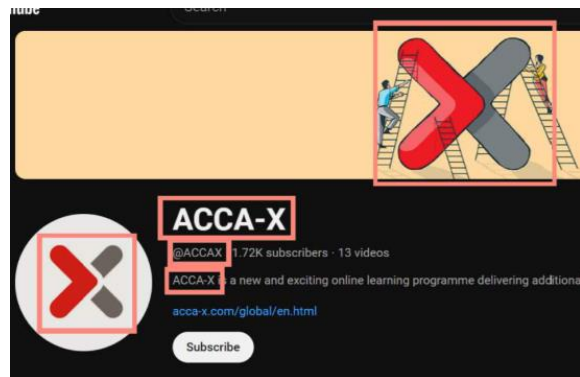 Search
ACCA-X
@ACCAX 1.72K subscribers · 13 videos
ACCA-X is a new and exciting online learning programme delivering additiona
acca-x.com/global/en.html
Subscribe